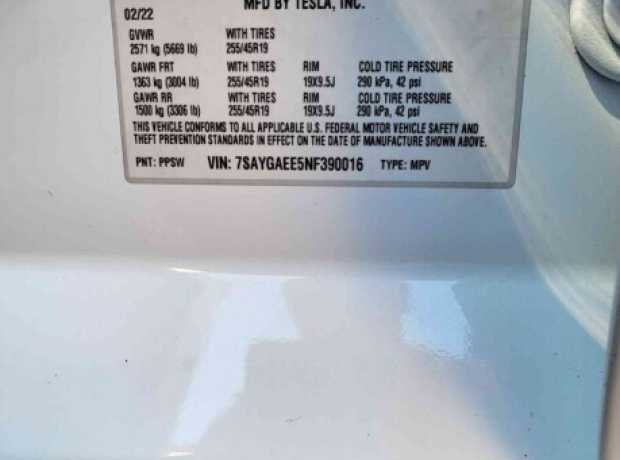 MFD BY TESLA, INC.
02/22
GVWR WITH TIRES
2571 kg (5669 lb) 255/45R19
GAWR FRT WITH TIRES RIM COLD TIRE PRESSURE
1363 kg (3004 lb) 255/45R19 19X9.5J 290 kPa, 42 psi
GAWR RR WITH TIRES RIM COLD TIRE PRESSURE
1500 kg (3306 lb) 255/45R19 19X9.5J 290 kPa, 42 psi
THIS VEHICLE CONFORMS TO ALL APPLICABLE U.S. FEDERAL MOTOR VEHICLE SAFETY AND
THEFT PREVENTION STANDARDS IN EFFECT ON THE DATE OF MANUFACTURE SHOWN ABOVE.
PNT: PPSW VIN: 7SAYGAEE5NF390016 TYPE: MPV